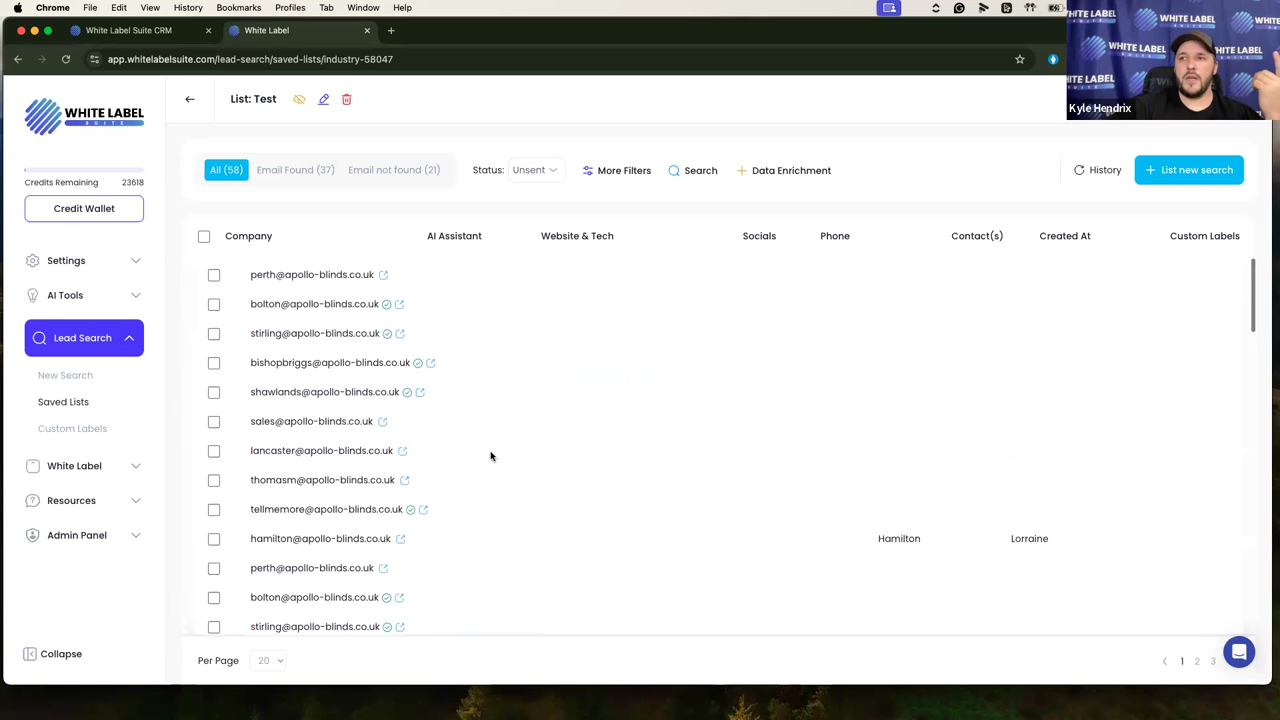 Chrome File Edit View History Bookmarks Profiles Tab Window Help
White Label Suite CRM
White Label
app.whitelabelsuite.com/lead-search/saved-lists/industry-58047
WHITE LABEL
Kyle Hendrix
WHITE LABEL
SUITE
Credits Remaining 23618
Credit Wallet
Settings
AI Tools
Lead Search
New Search
Saved Lists
Custom Labels
White Label
Resources
Admin Panel
Collapse
List: Test
All (58) Email Found (37) Email not found (21) Status: Unsent More Filters Search Data Enrichment History List new search
Company AI Assistant Website & Tech Socials Phone Contact(s) Created At Custom Labels
perth@apollo-blinds.co.uk
bolton@apollo-blinds.co.uk
stirling@apollo-blinds.co.uk
bishopbriggs@apollo-blinds.co.uk
shawlands@apollo-blinds.co.uk
sales@apollo-blinds.co.uk
lancaster@apollo-blinds.co.uk
thomasm@apollo-blinds.co.uk
tellmemore@apollo-blinds.co.uk
hamilton@apollo-blinds.co.uk Hamilton Lorraine
perth@apollo-blinds.co.uk
bolton@apollo-blinds.co.uk
stirling@apollo-blinds.co.uk
Per Page 20 1 2 3